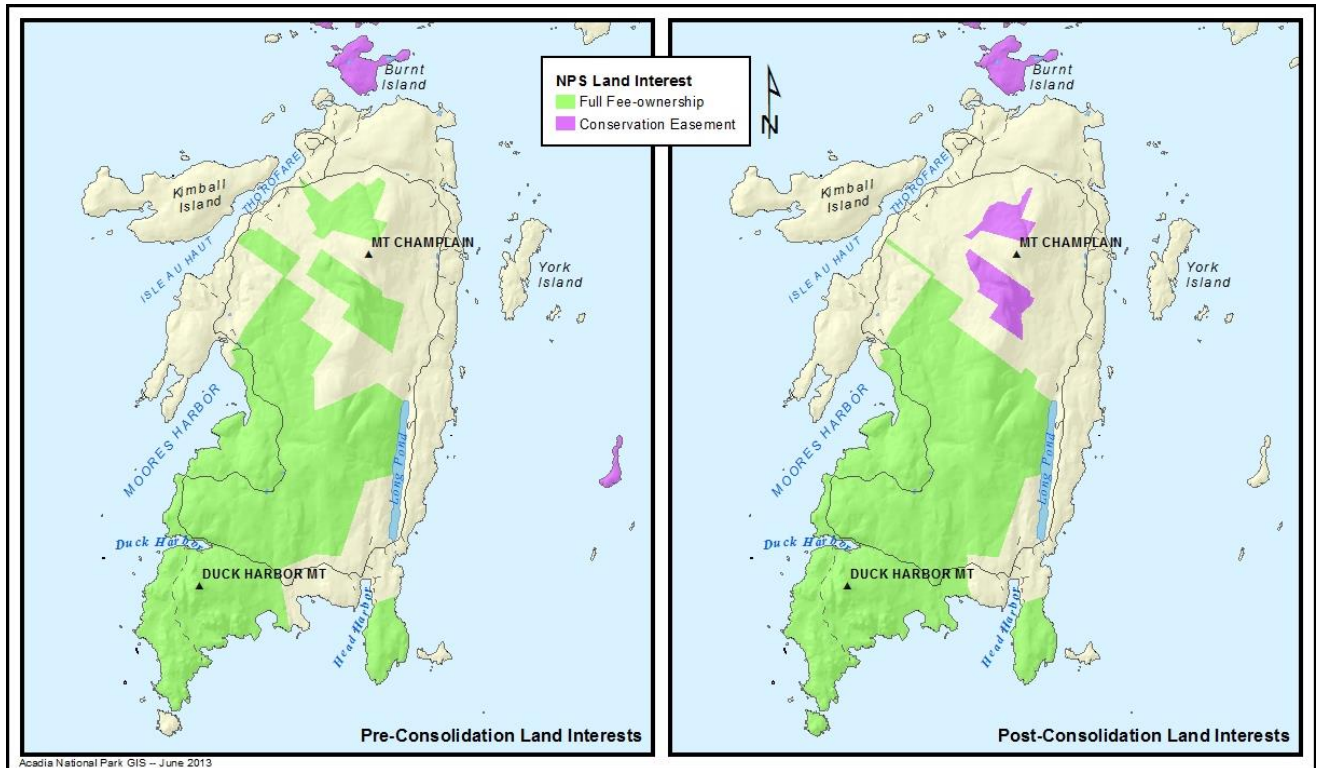 Burnt
Island
Kimball
Island
THOROFARE
ISLE AU HAUT
MT CHAMPLAIN
York
Island
MOORES HARBOR
Long Pond
Duck Harbor
DUCK HARBOR MT
Head Harbor
Pre-Consolidation Land Interests
NPS Land Interest
Full Fee-ownership
Conservation Easement
N
Burnt
Island
Kimball
Island
THOROFARE
ISLE AU HAUT
MT CHAMPLAIN
York
Island
MOORES HARBOR
Long Pond
Duck Harbor
DUCK HARBOR MT
Head Harbor
Post-Consolidation Land Interests
Acadia National Park GIS -- June 2013